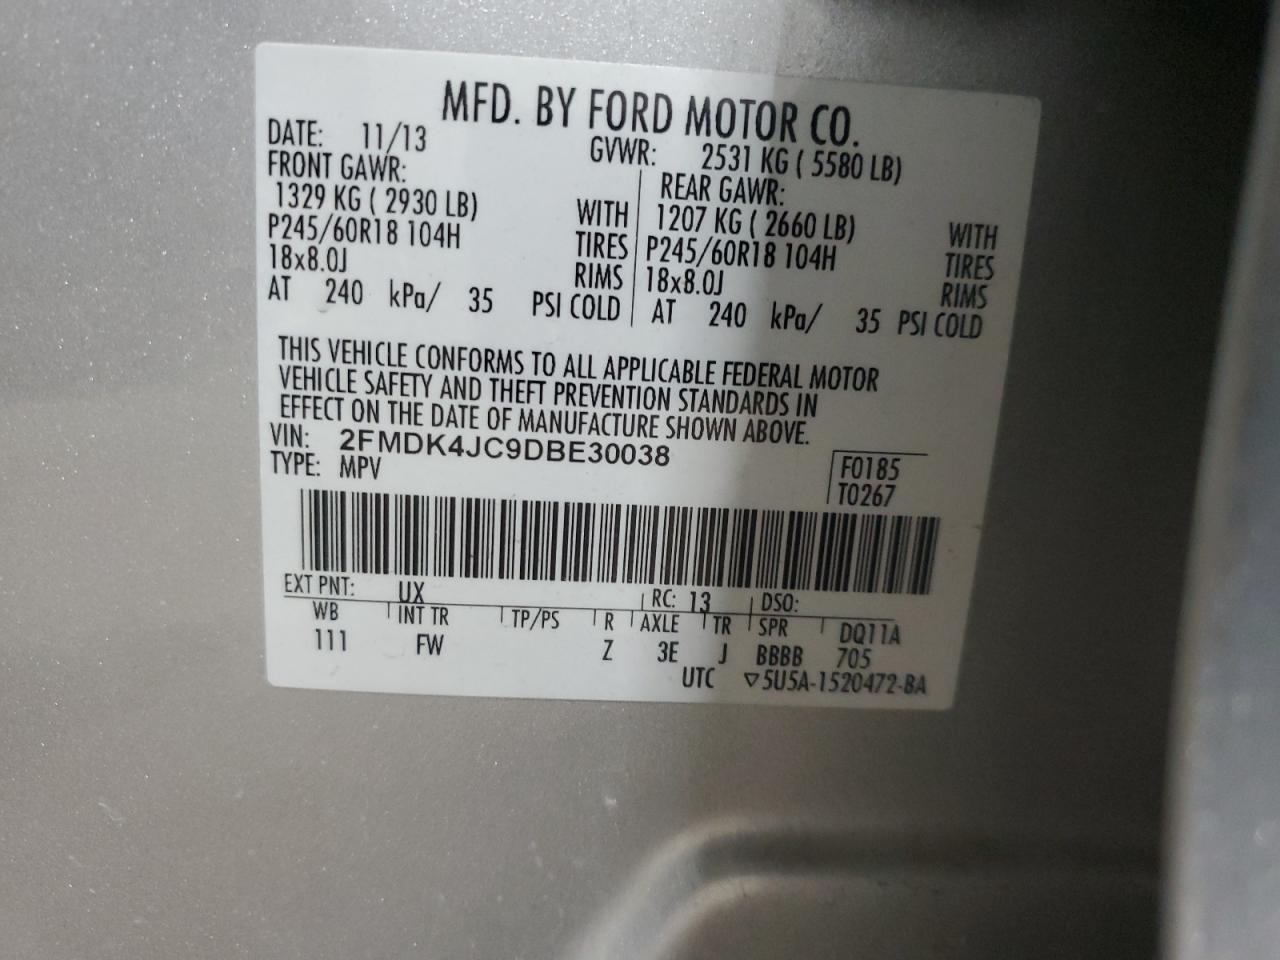 MFD. BY FORD MOTOR CO.
DATE: 11/13 GVWR: 2531 KG ( 5580 LB)
FRONT GAWR: REAR GAWR:
1329 KG ( 2930 LB) WITH 1207 KG ( 2660 LB) WITH
P245/60R18 104H TIRES P245/60R18 104H TIRES
18x8.0J RIMS 18x8.0J RIMS
AT 240 kPa/ 35 PSI COLD AT 240 kPa/ 35 PSI COLD
THIS VEHICLE CONFORMS TO ALL APPLICABLE FEDERAL MOTOR
VEHICLE SAFETY AND THEFT PREVENTION STANDARDS IN
EFFECT ON THE DATE OF MANUFACTURE SHOWN ABOVE.
VIN: 2FMDK4JC9DBE30038
TYPE: MPV F0185
T0267
EXT PNT: UX RC: 13 DSO:
WB INT TR TP/PS R AXLE TR SPR DQ11A
111 FW Z 3E J BBBB 705
UTC ▽5U5A-1520472-BA